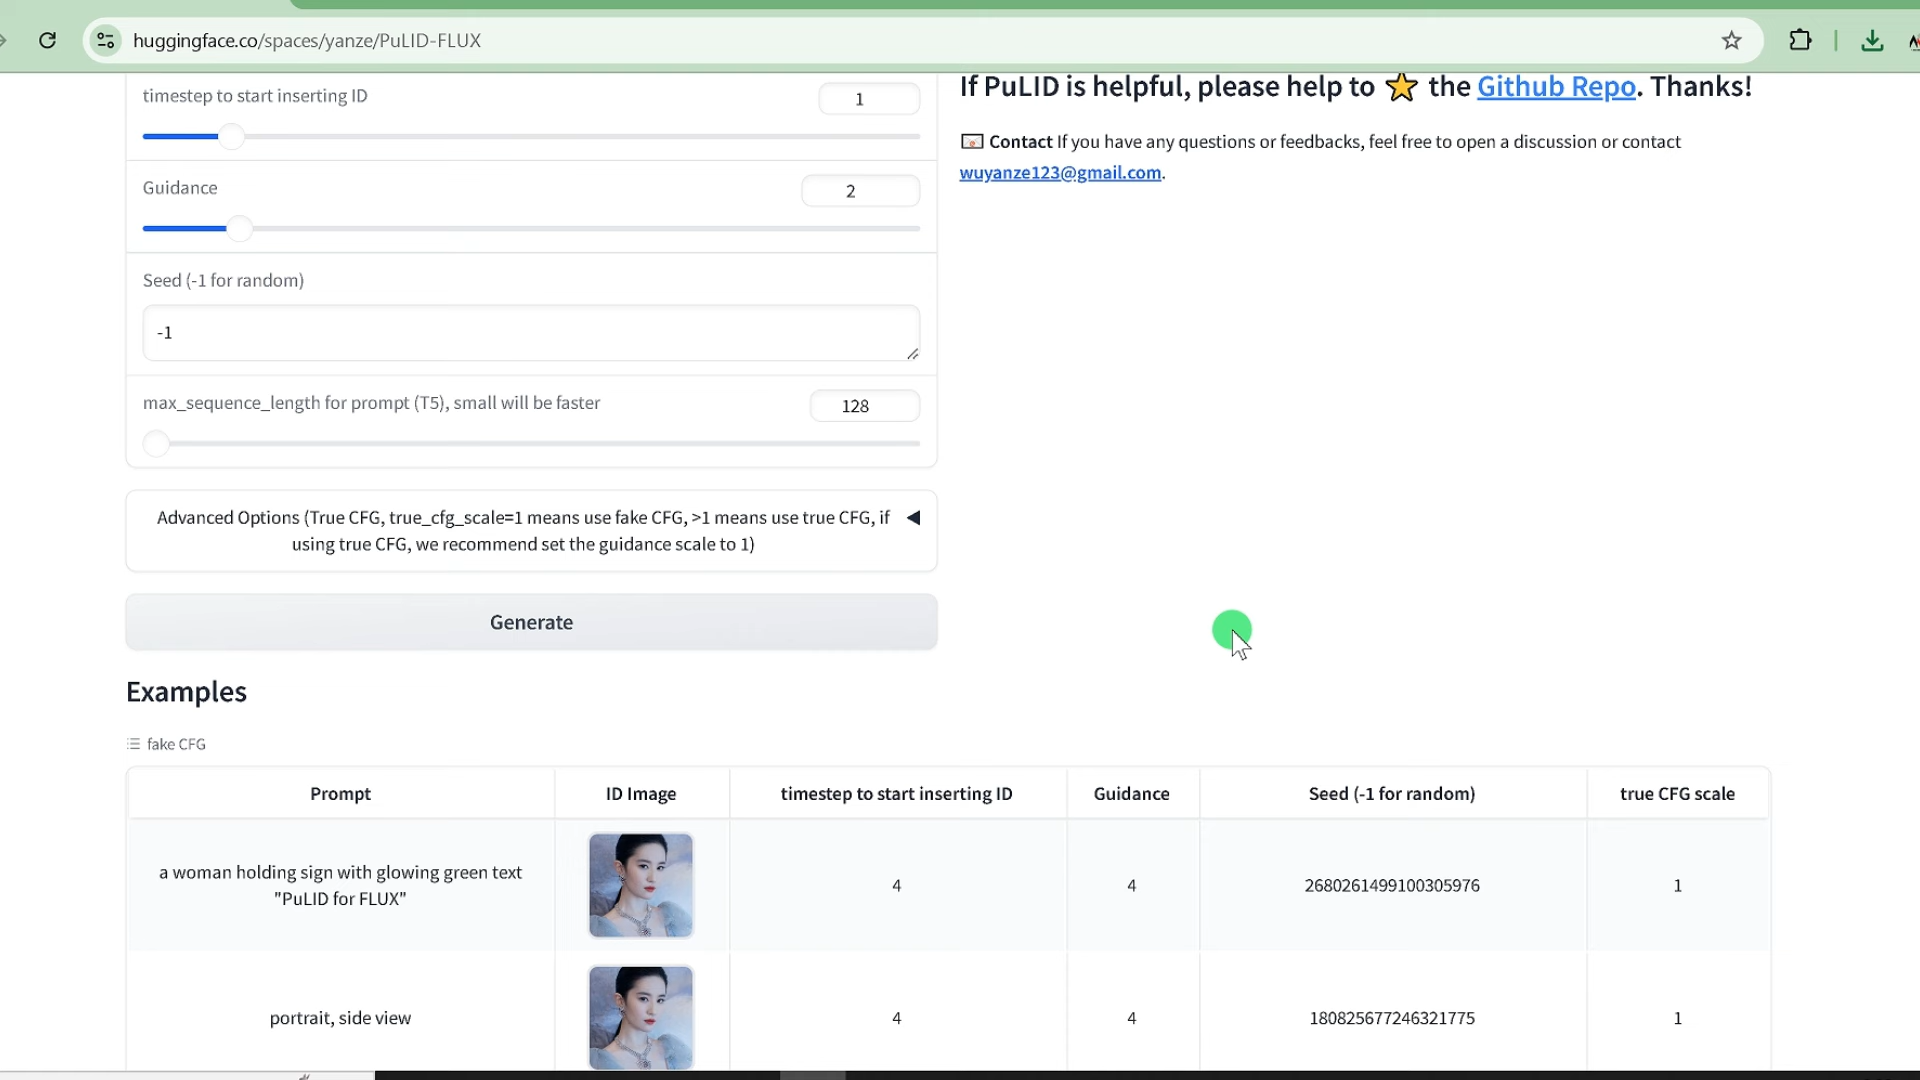 huggingface.co/spaces/yanze/PuLID-FLUX
timestep to start inserting ID
1
Guidance
2
Seed (-1 for random)
-1
max_sequence_length for prompt (T5), small will be faster
128
Advanced Options (True CFG, true_cfg_scale=1 means use fake CFG, >1 means use true CFG, if
using true CFG, we recommend set the guidance scale to 1)
Generate
If PuLID is helpful, please help to ⭐ the Github Repo. Thanks!
📧 Contact If you have any questions or feedbacks, feel free to open a discussion or contact
wuyanze123@gmail.com.
Examples
fake CFG
Prompt ID Image timestep to start inserting ID Guidance Seed (-1 for random) true CFG scale
a woman holding sign with glowing green text
"PuLID for FLUX"
4 4 2680261499100305976 1
portrait, side view 4 4 180825677246321775 1